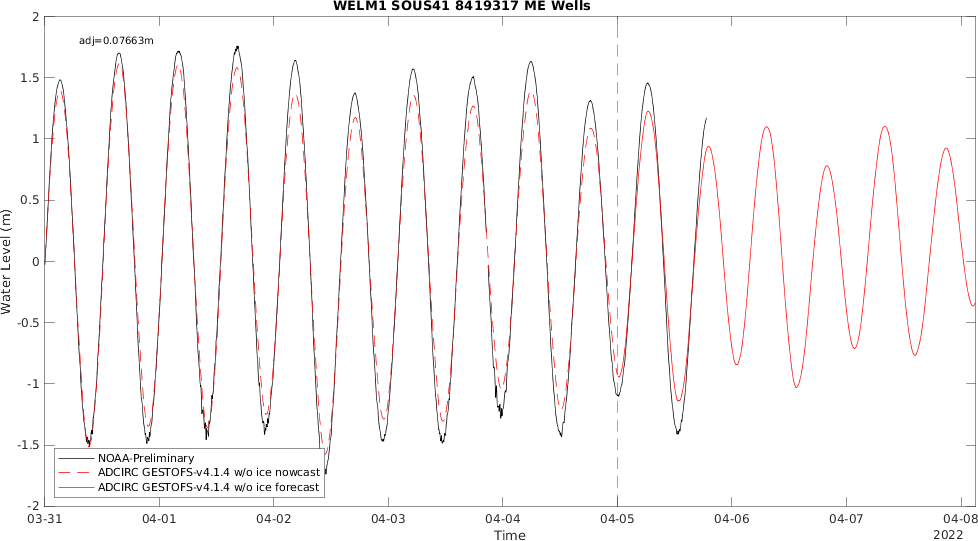 WELM1 SOUS41 8419317 ME Wells
adj=0.07663m
2
1.5
1
0.5
0
-0.5
-1
-1.5
-2
Water Level (m)
NOAA-Preliminary
ADCIRC GESTOFS-v4.1.4 w/o ice nowcast
ADCIRC GESTOFS-v4.1.4 w/o ice forecast
03-31 04-01 04-02 04-03 04-04 04-05 04-06 04-07 04-08
Time
2022